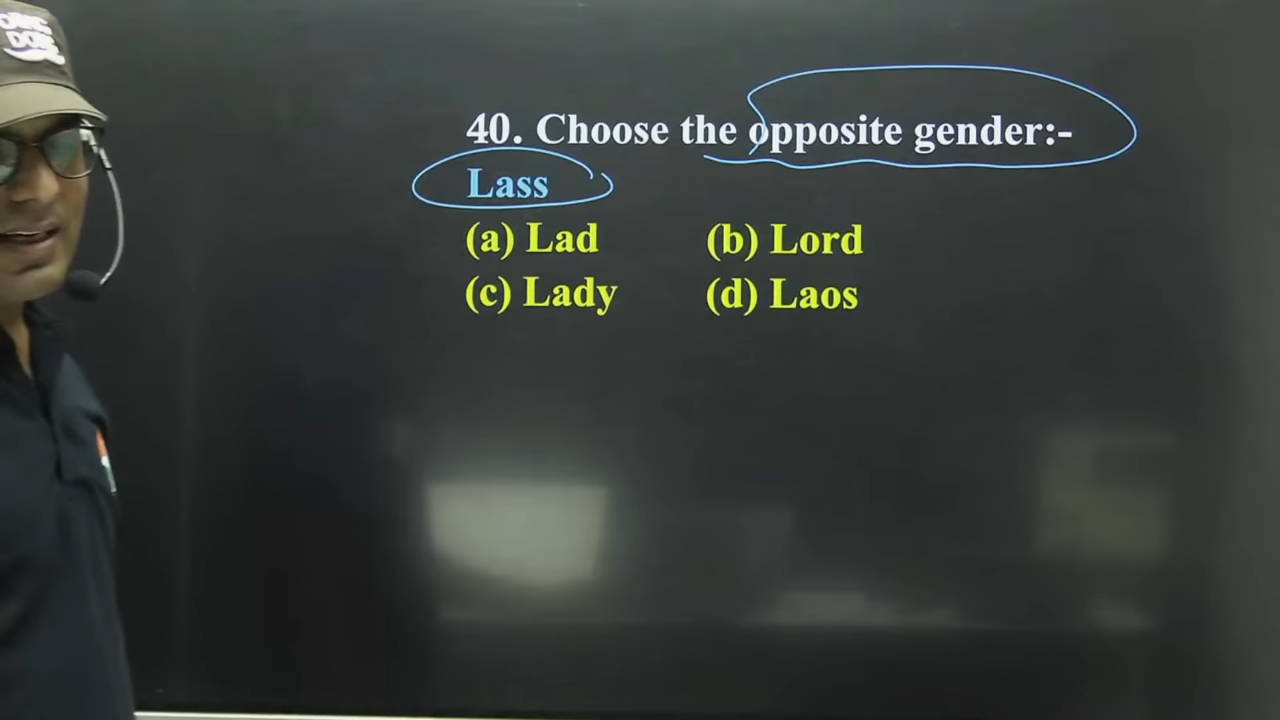 40. Choose the opposite gender:-
Lass
(a) Lad (b) Lord
(c) Lady (d) Laos